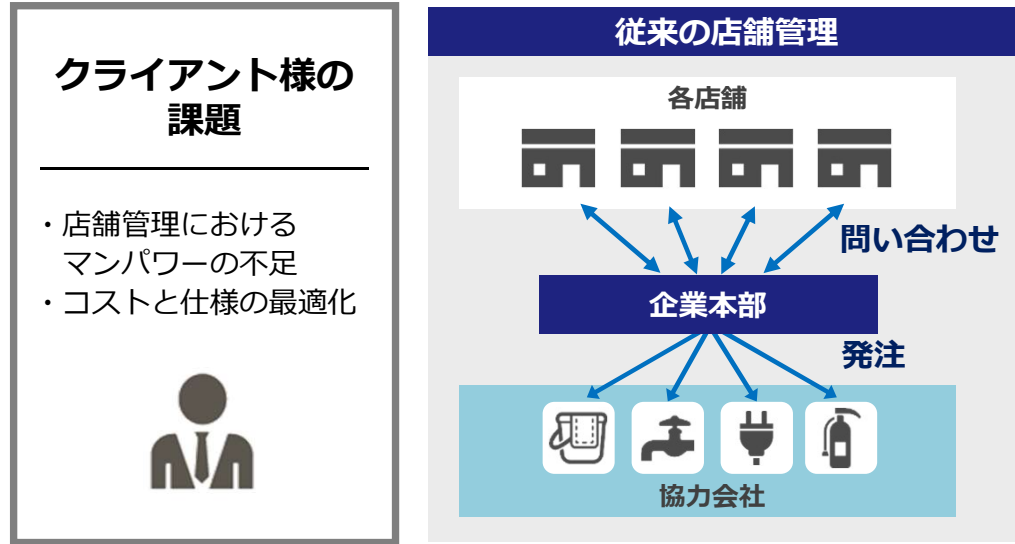 クライアント様の
課題
・店舗管理における
マンパワーの不足
・コストと仕様の最適化
従来の店舗管理
各店舗
問い合わせ
企業本部
発注
協力会社